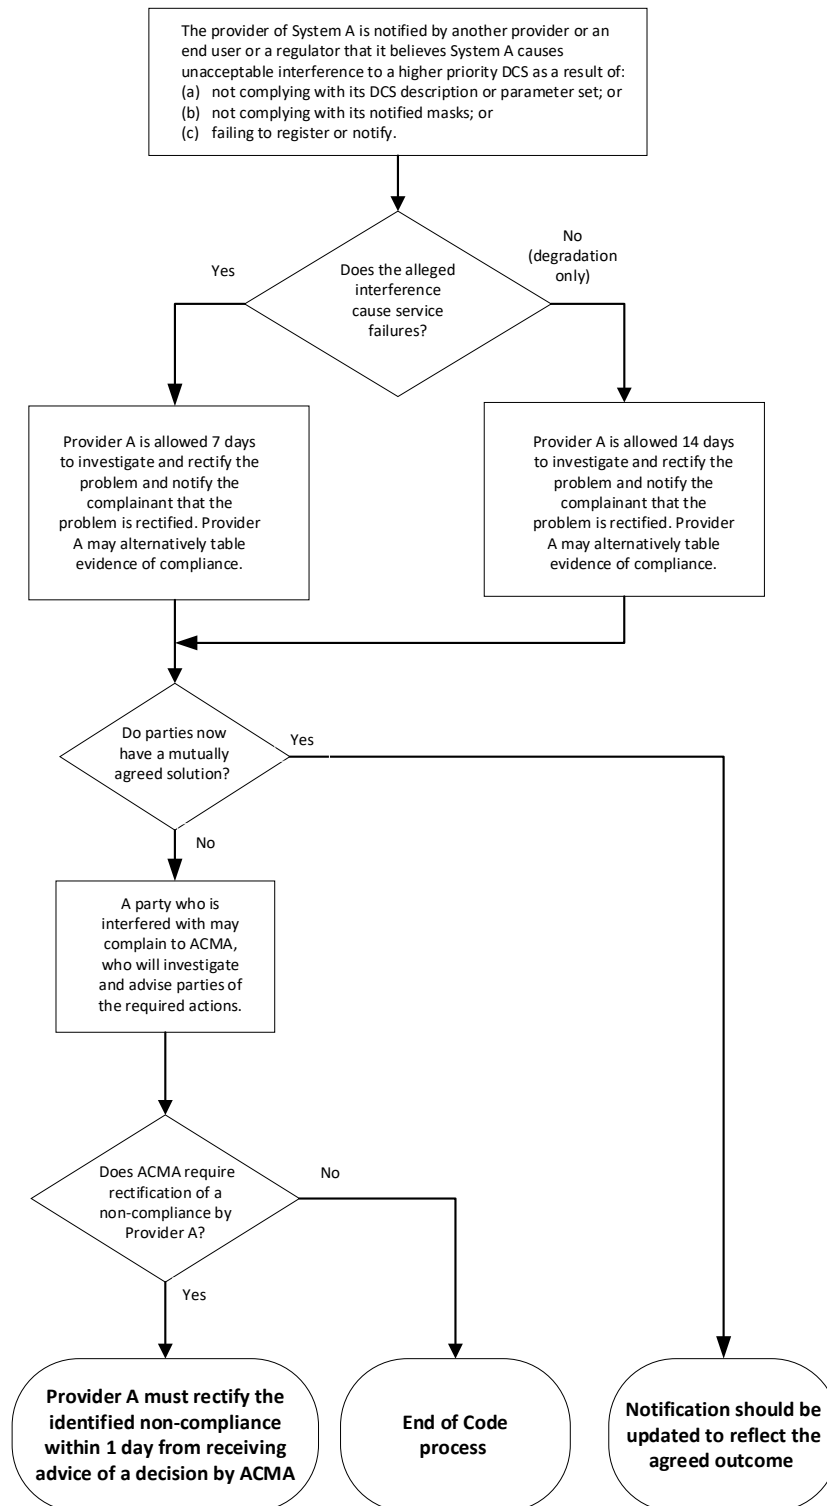 The provider of System A is notified by another provider or an
end user or a regulator that it believes System A causes
unacceptable interference to a higher priority DCS as a result of:
(a) not complying with its DCS description or parameter set; or
(b) not complying with its notified masks; or
(c) failing to register or notify.
Yes
Does the alleged
interference
cause service
failures?
No
(degradation
only)
Provider A is allowed 7 days
to investigate and rectify the
problem and notify the
complainant that the
problem is rectified. Provider
A may alternatively table
evidence of compliance.
Provider A is allowed 14 days
to investigate and rectify the
problem and notify the
complainant that the
problem is rectified. Provider
A may alternatively table
evidence of compliance.
Do parties now
have a mutually
agreed solution?
Yes
No
A party who is
interfered with may
complain to ACMA,
who will investigate
and advise parties of
the required actions.
Does ACMA require
rectification of a
non-compliance by
Provider A?
No
Yes
Provider A must rectify the
identified non-compliance
within 1 day from receiving
advice of a decision by ACMA
End of Code
process
Notification should be
updated to reflect the
agreed outcome